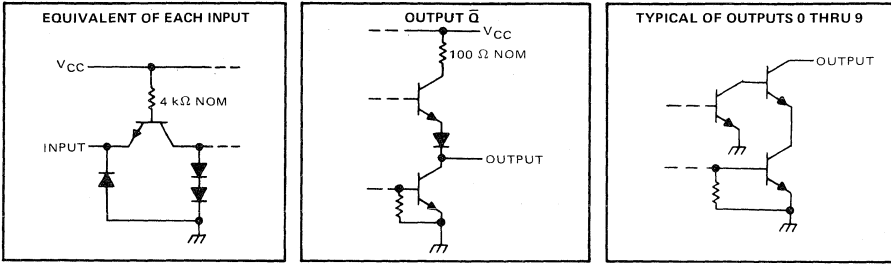 EQUIVALENT OF EACH INPUT
VCC
4 kΩ NOM
INPUT
OUTPUT Q̅
VCC
100 Ω NOM
OUTPUT
TYPICAL OF OUTPUTS 0 THRU 9
OUTPUT